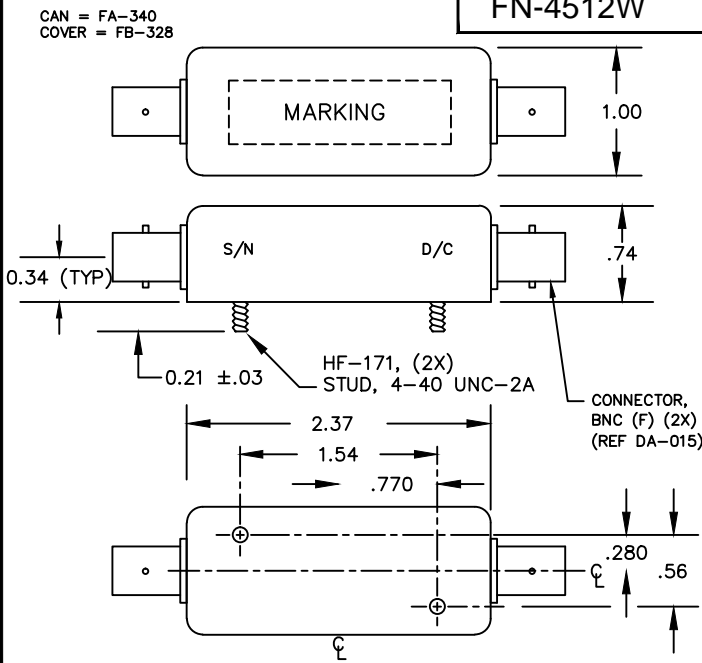 CAN = FA-340
COVER = FB-328
FN-4512W
MARKING
1.00
S/N
D/C
.74
0.34 (TYP)
0.21 ±.03
HF-171, (2X)
STUD, 4-40 UNC-2A
CONNECTOR,
BNC (F) (2X)
(REF DA-015)
2.37
1.54
.770
.280
.56
℄
℄